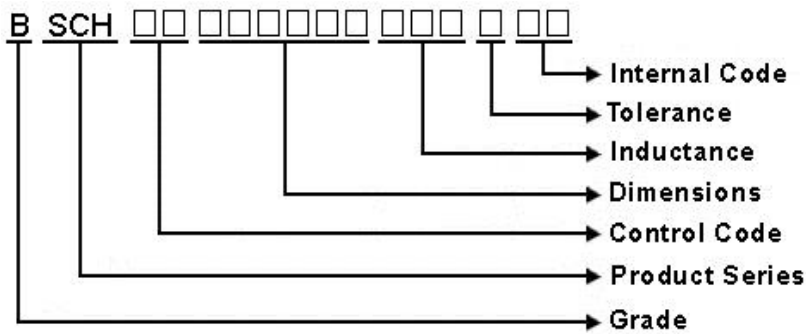 B SCH □□ □□□□□□ □□□ □ □□
Internal Code
Tolerance
Inductance
Dimensions
Control Code
Product Series
Grade